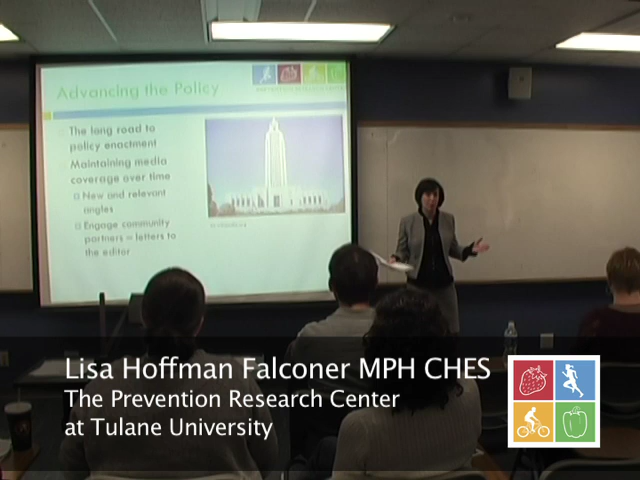 Advancing the Policy
The long road to
policy enactment
Maintaining media
coverage over time
New and relevant
angles
Engage community
partners = letters to
the editor
Lisa Hoffman Falconer MPH CHES
The Prevention Research Center
at Tulane University